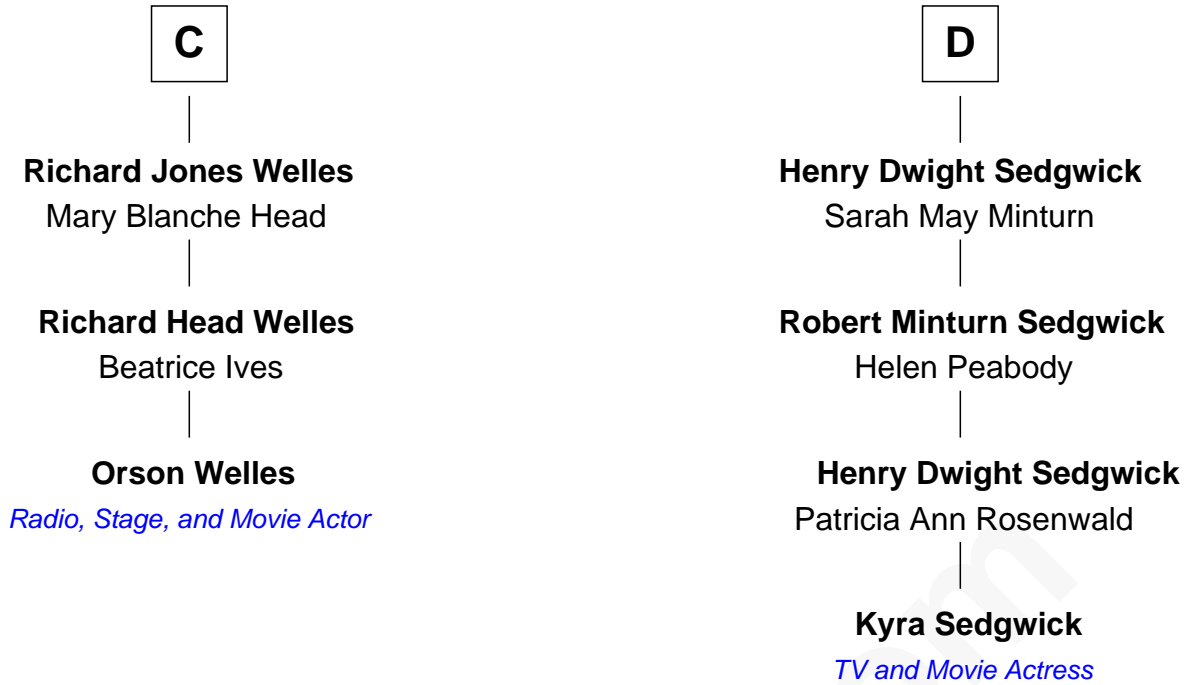 C
Richard Jones Welles
Mary Blanche Head
Richard Head Welles
Beatrice Ives
Orson Welles
Radio, Stage, and Movie Actor
D
Henry Dwight Sedgwick
Sarah May Minturn
Robert Minturn Sedgwick
Helen Peabody
Henry Dwight Sedgwick
Patricia Ann Rosenwald
Kyra Sedgwick
TV and Movie Actress